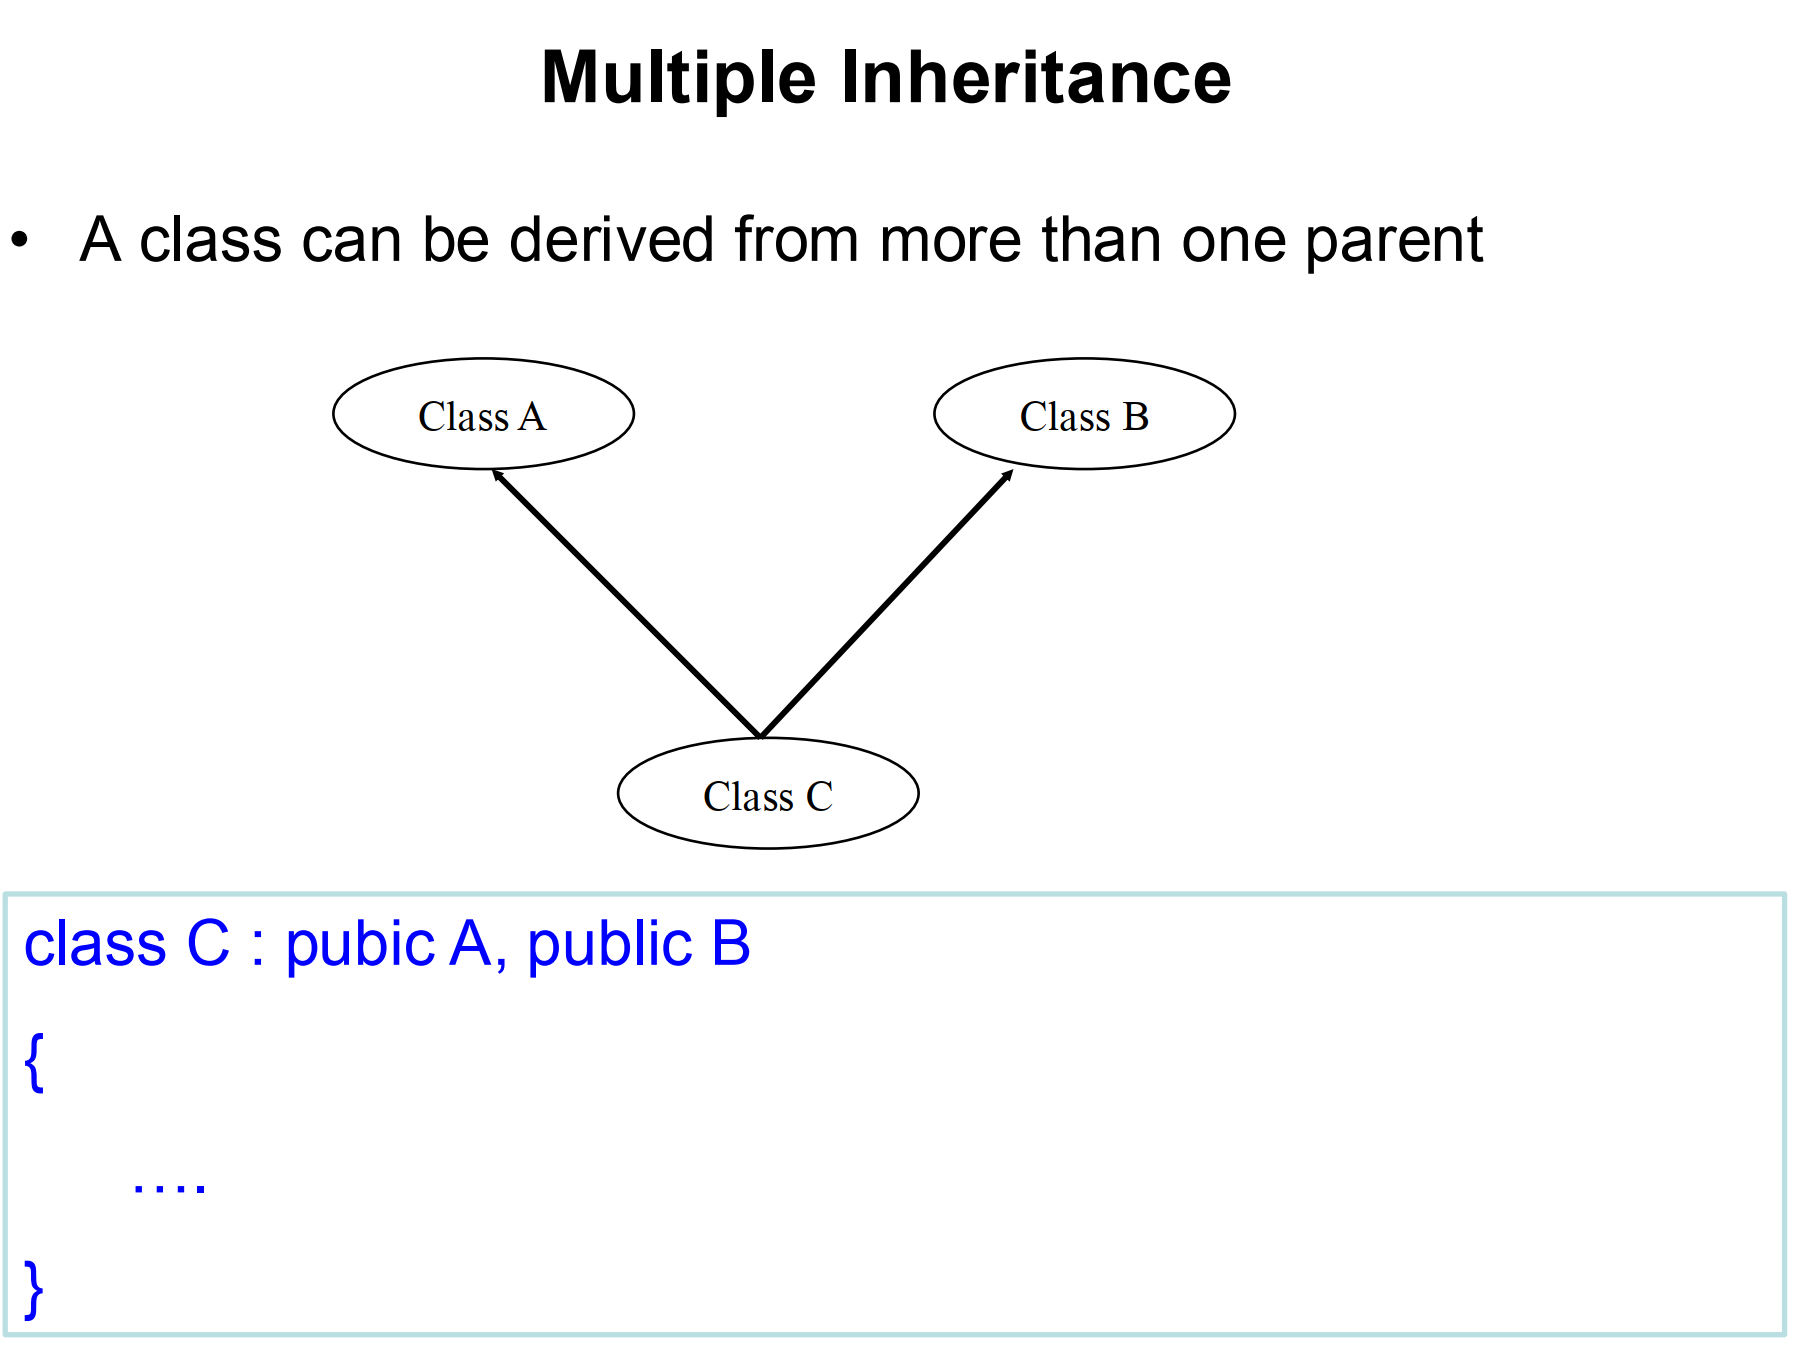 Multiple Inheritance
• A class can be derived from more than one parent
Class A
Class B
Class C
class C : pubic A, public B
{
….
}